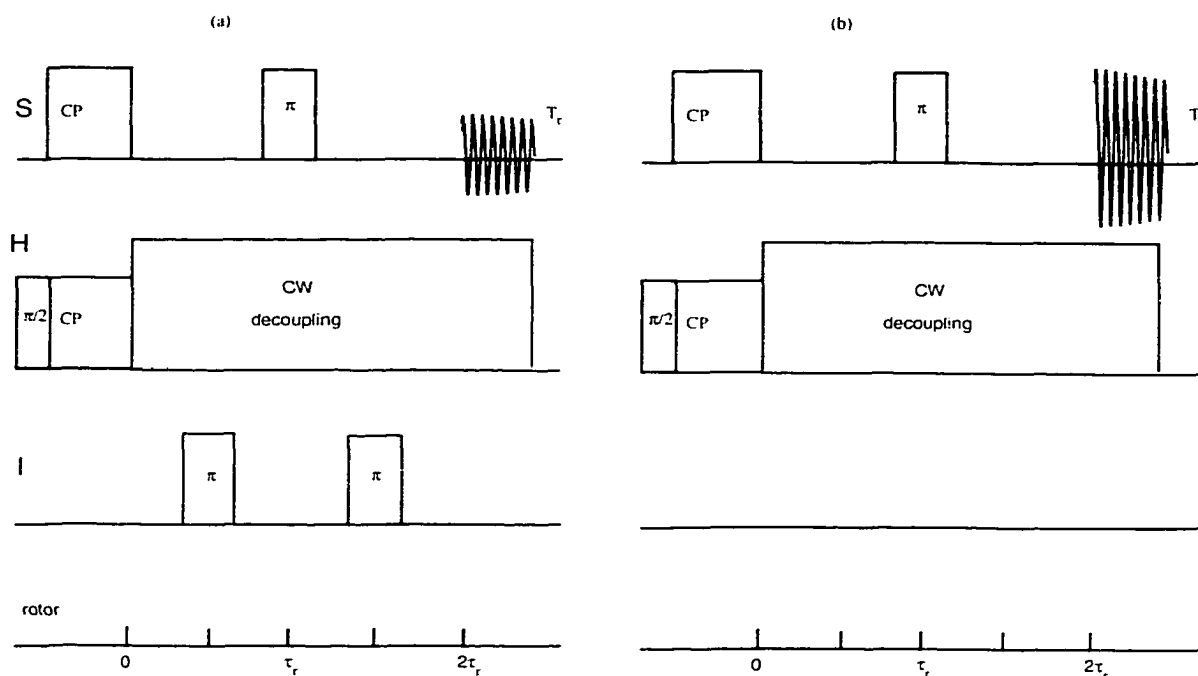 (a)
(b)
S
CP
π
T_r
CP
π
T
H
π/2
CP
CW
decoupling
π/2
CP
CW
decoupling
I
π
π
rotor
0
τ_r
2τ_r
0
τ_r
2τ_r